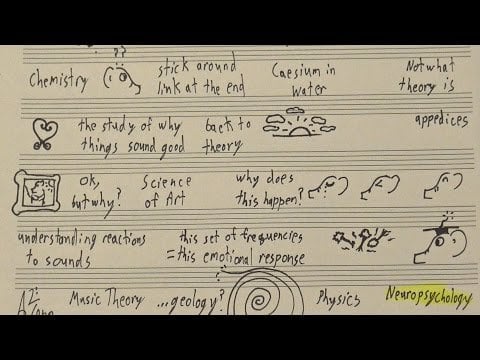 ??
Chemistry
stick around
link at the end
Caesium in
water
Not what
theory is
the study of why
things sound good
back to
theory
appedices
ok,
but why?
Science
of Art
why does
this happen?
understanding reactions
to sounds
this set of frequencies
= this emotional response
Music Theory
...geology?
Physics
Neuropsychology